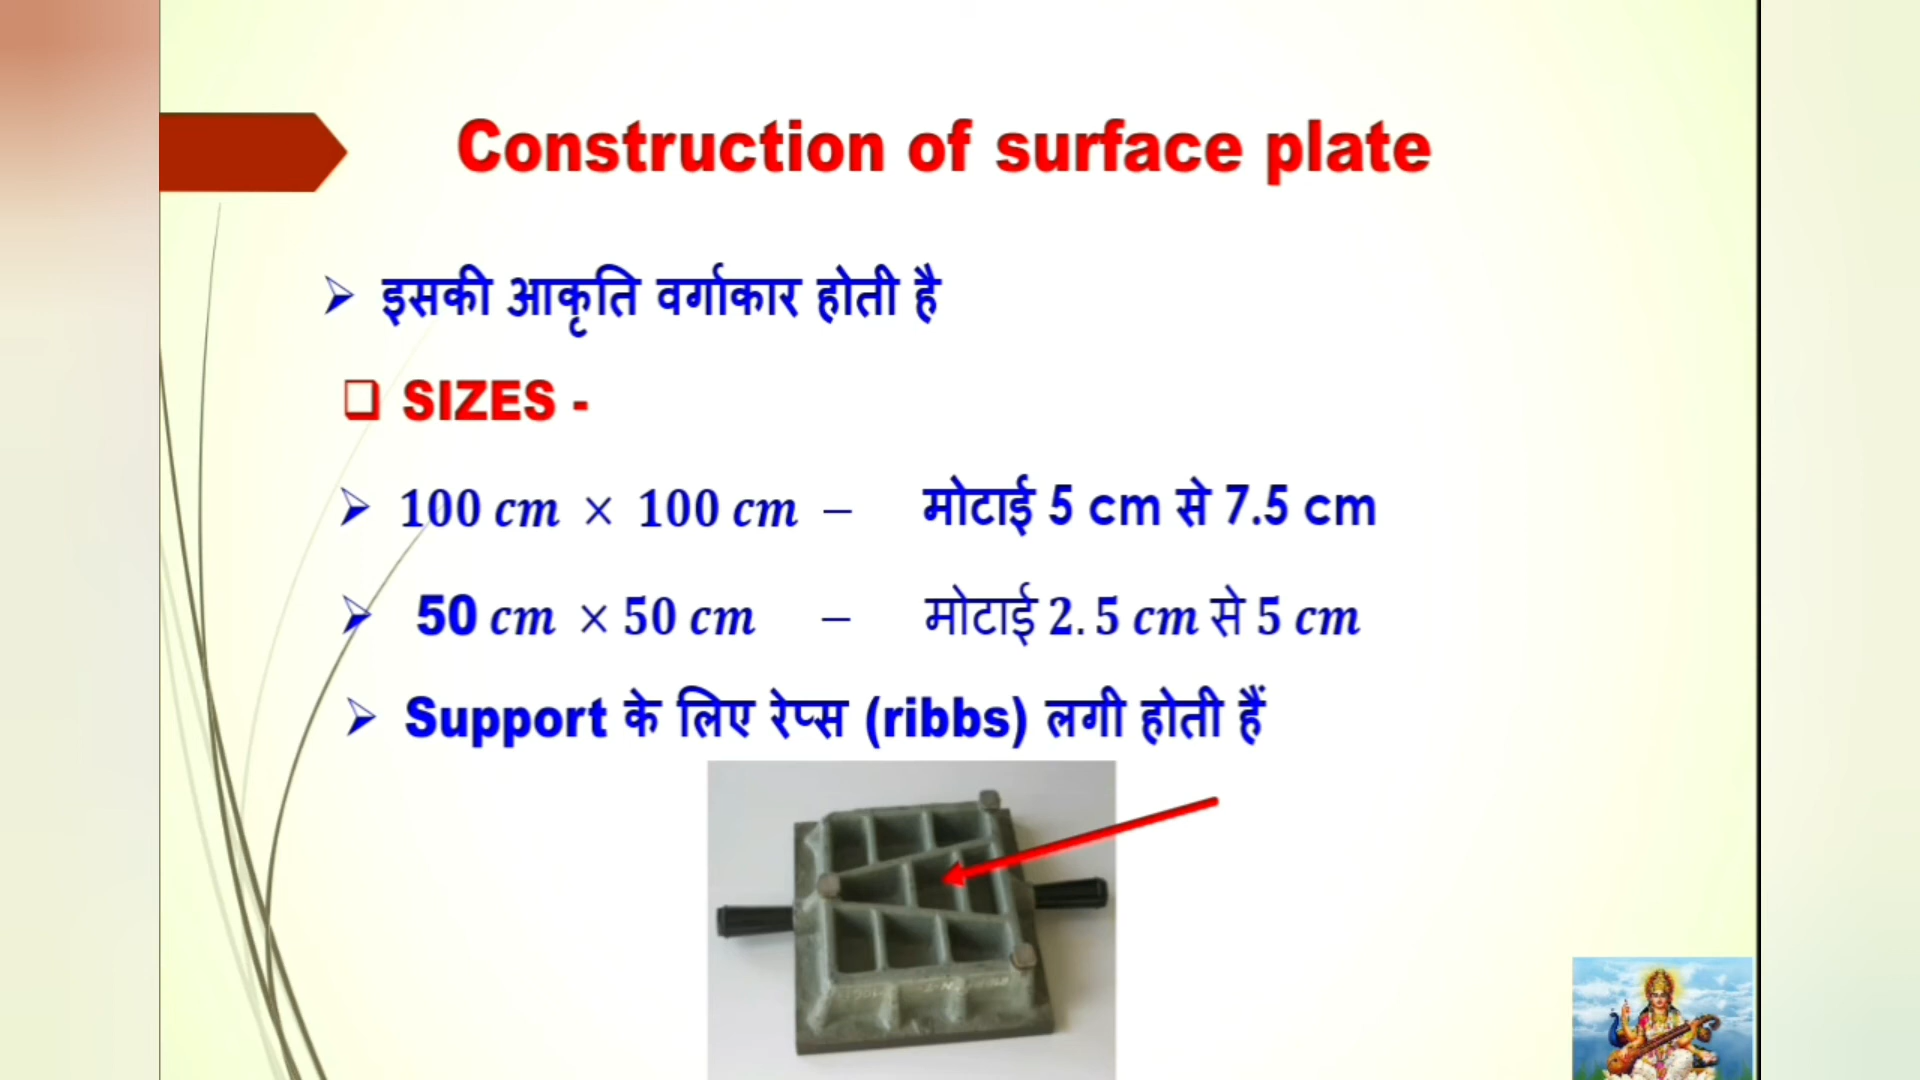 Construction of surface plate
इसकी आकृति वर्गाकार होती है
SIZES -
100 cm × 100 cm – मोटाई 5 cm से 7.5 cm
50 cm × 50 cm – मोटाई 2.5 cm से 5 cm
Support के लिए रेप्स (ribbs) लगी होती हैं